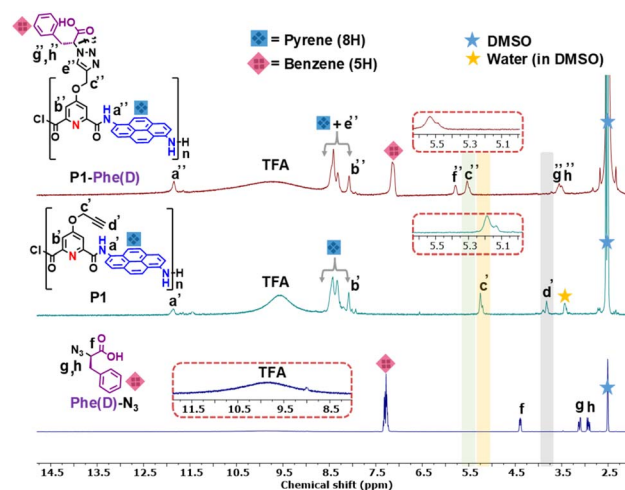 = Pyrene (8H)
= Benzene (5H)
DMSO
Water (in DMSO)
HO
O
g'',h''
f''
N
N=N
e''
c''
O
b''
a''
Cl
N
H
N
O
O
N
H
n
P1-Phe(D)
a''
TFA
+ e''
b''
5.5 5.3 5.1
f''
c''
g''
h''
c'
d'
O
b'
a'
Cl
N
H
N
O
O
N
H
n
P1
a'
TFA
b'
5.5 5.3 5.1
c'
d'
N3
f
O
OH
g,h
Phe(D)-N3
TFA
11.5 10.5 9.5 8.5
f
g
h
14.5 13.5 12.5 11.5 10.5 9.5 8.5 7.5 6.5 5.5 4.5 3.5 2.5
Chemical shift (ppm)